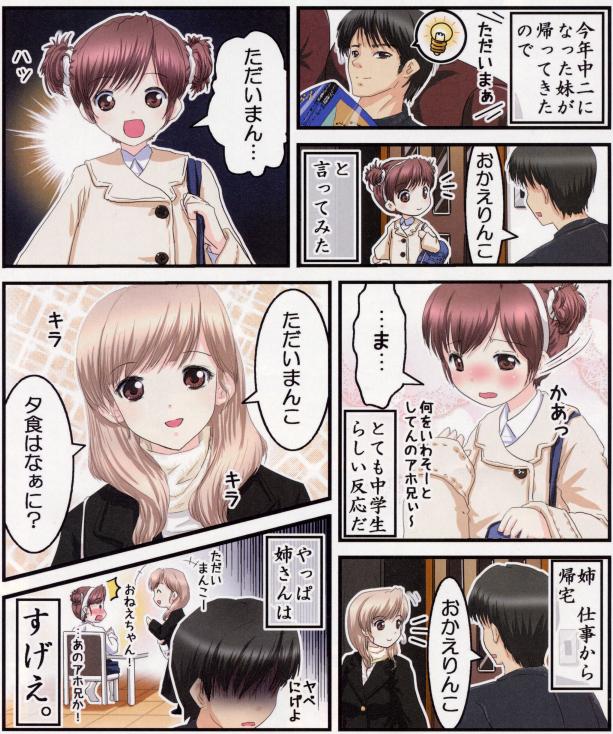 今年中二に
なった妹が
帰ってきた
ので
ただいまぁ
おかえりんこ
と
言ってみた
ただいまん…
ハッ
かあっ
…ま…
何をいわそーと
してんのアホ兄ぃ～
とても中学生
らしい反応だ
姉 仕事から
帰宅
おかえりんこ
ただいまんこ
キラ
キラ
夕食はなぁに？
やっぱ
姉さんは
ただい
まんこー
おねえちゃん！
…あのアホ兄か！
ヤベ
にげよ
すげえ。